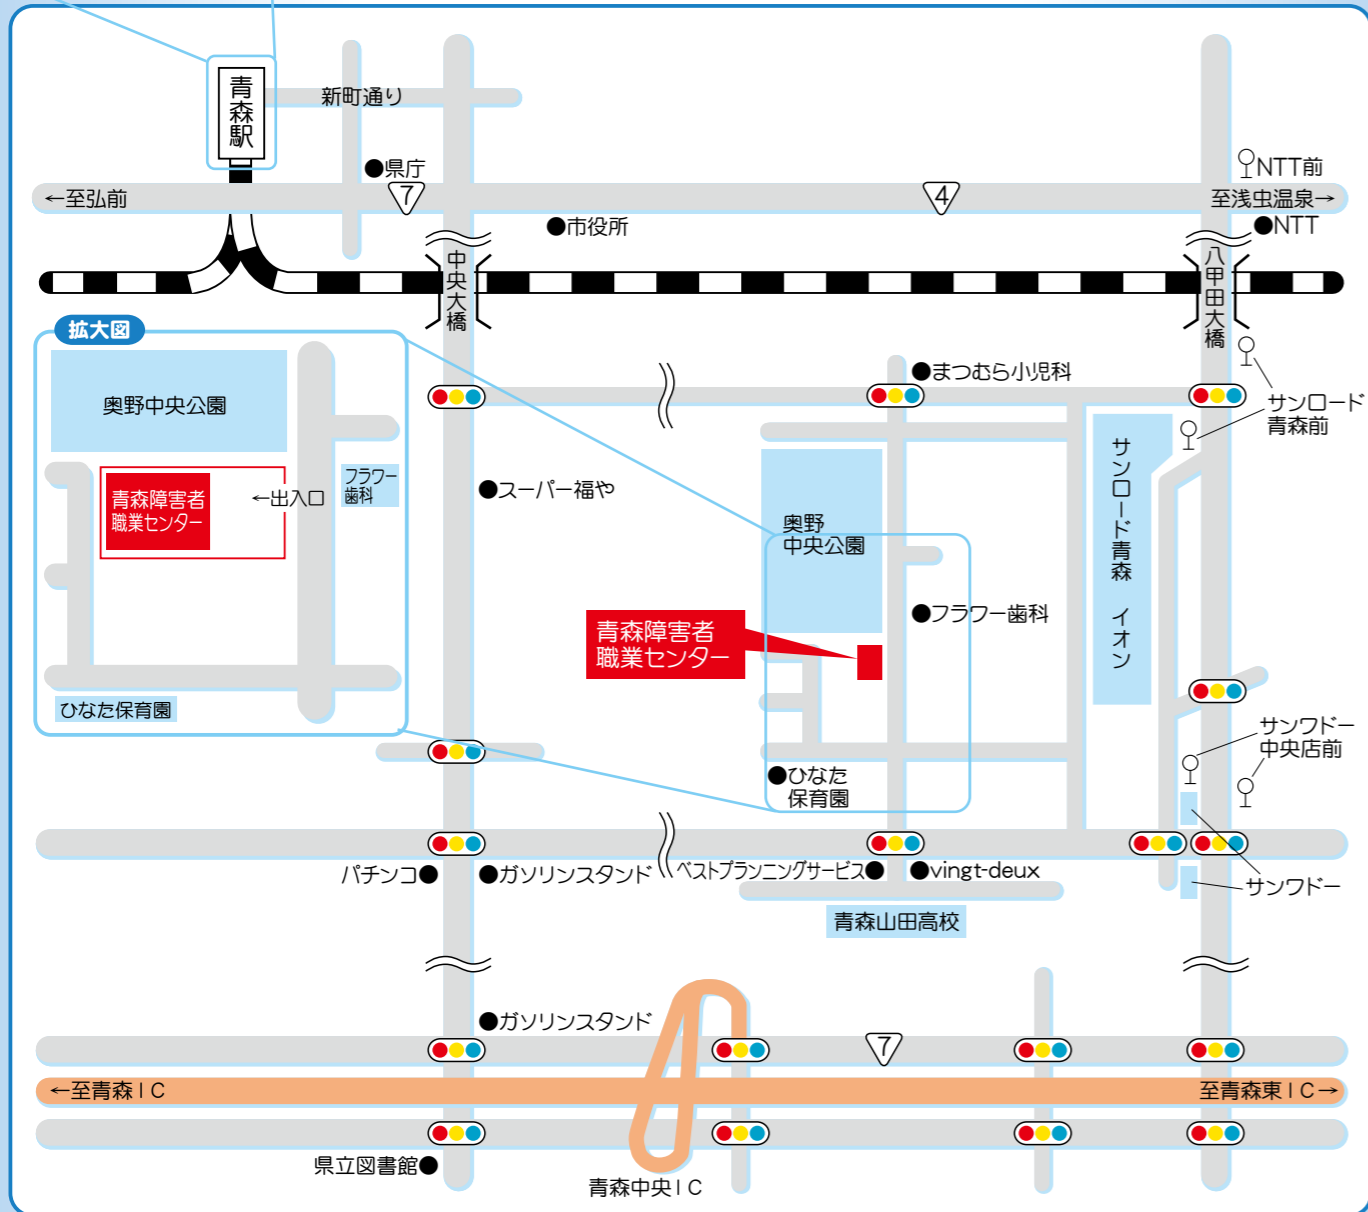 青森駅
新町通り
●県庁
←至弘前
7
4
NTT前
至浅虫温泉→
●市役所
●NTT
中央大橋
八甲田大橋
拡大図
奥野中央公園
青森障害者
職業センター
←出入口
フラワー
歯科
ひなた保育園
●まつむら小児科
サンロード
青森前
●スーパー福や
奥野
中央公園
サンロード青森 イオン
青森障害者
職業センター
●フラワー歯科
サンワドー
中央店前
●ひなた
保育園
パチンコ●
●ガソリンスタンド
ベストプランニングサービス●
●vingt-deux
サンワドー
青森山田高校
●ガソリンスタンド
7
←至青森IC
至青森東IC→
県立図書館●
青森中央IC